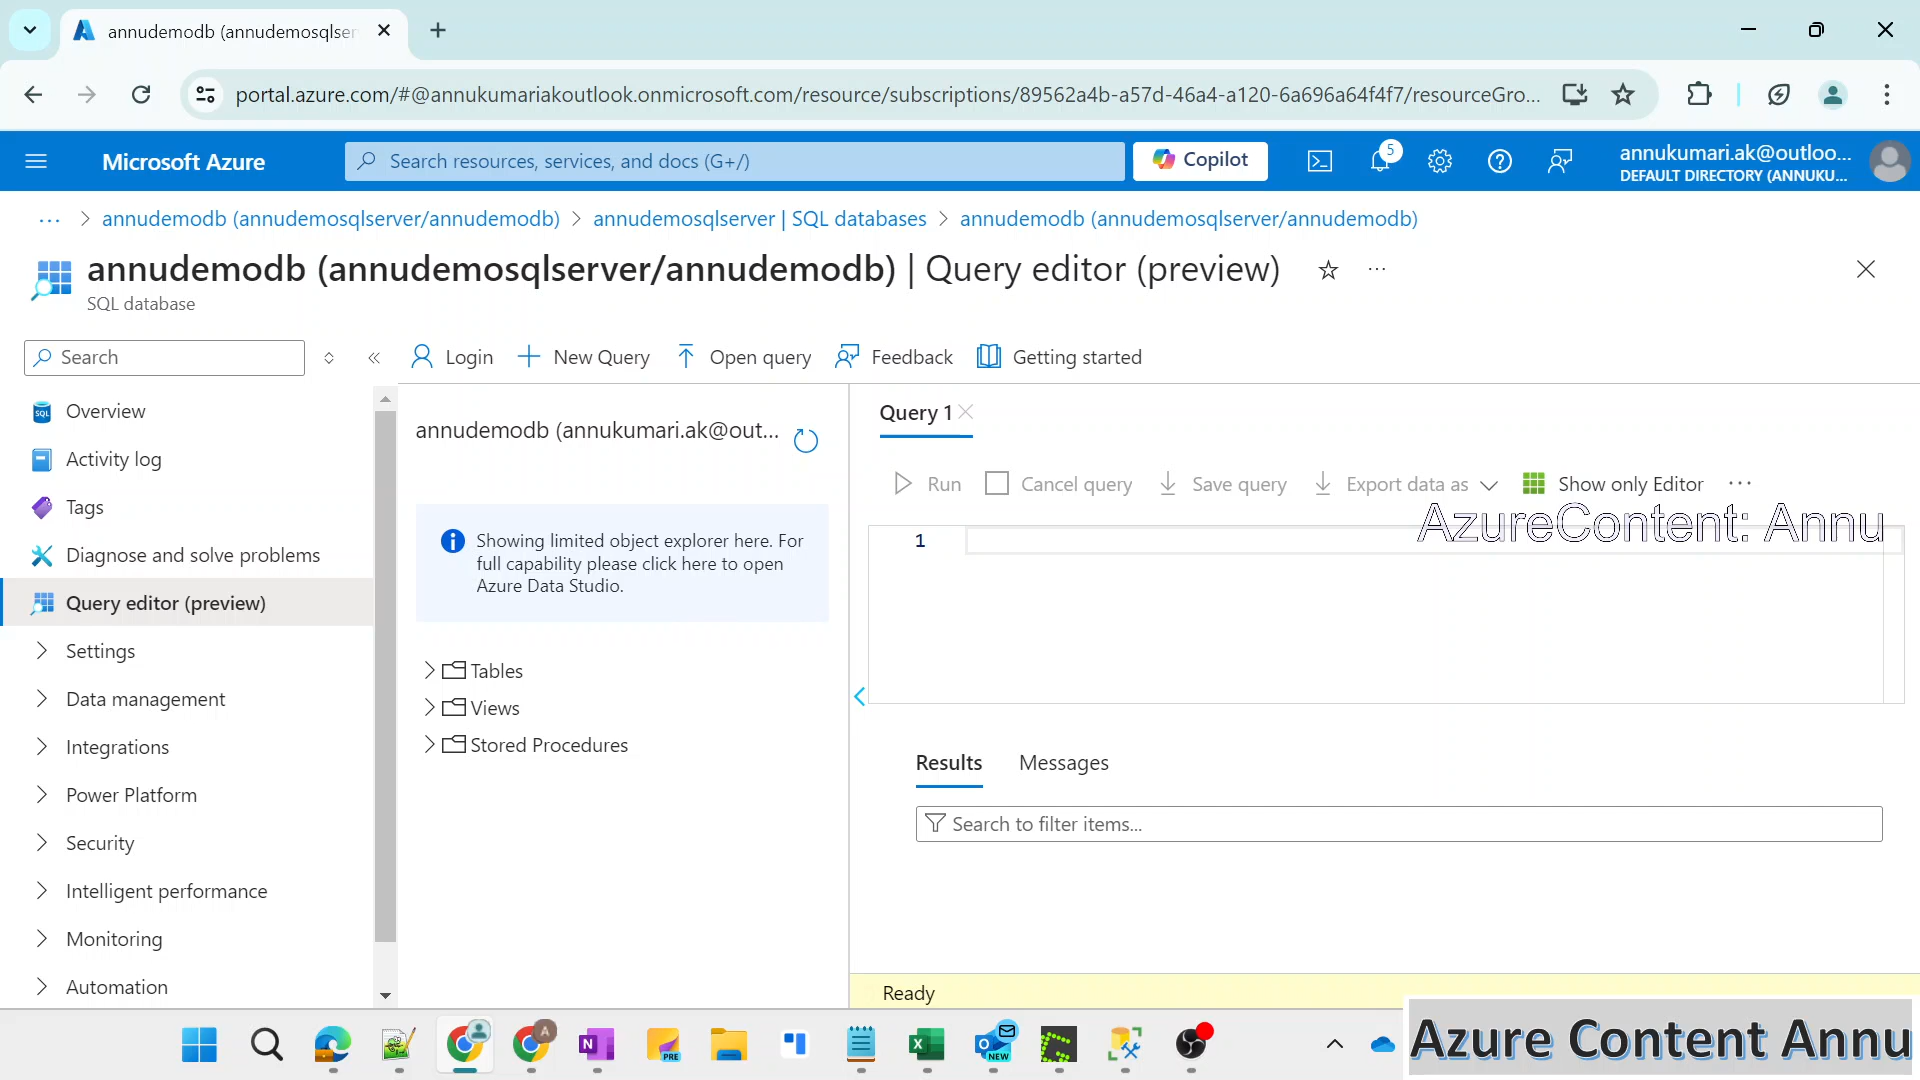 annudemodb (annudemosqlser
portal.azure.com/#@annukumariakoutlook.onmicrosoft.com/resource/subscriptions/89562a4b-a57d-46a4-a120-6a696a64f4f7/resourceGro...
Microsoft Azure
Search resources, services, and docs (G+/)
Copilot
5
annukumari.ak@outloo...
DEFAULT DIRECTORY (ANNUKU...
... > annudemodb (annudemosqlserver/annudemodb) > annudemosqlserver | SQL databases > annudemodb (annudemosqlserver/annudemodb)
annudemodb (annudemosqlserver/annudemodb) | Query editor (preview)
SQL database
Search
Overview
Activity log
Tags
Diagnose and solve problems
Query editor (preview)
Settings
Data management
Integrations
Power Platform
Security
Intelligent performance
Monitoring
Automation
Login
New Query
Open query
Feedback
Getting started
annudemodb (annukumari.ak@out...
Showing limited object explorer here. For
full capability please click here to open
Azure Data Studio.
Tables
Views
Stored Procedures
Query 1
Run
Cancel query
Save query
Export data as
Show only Editor
AzureContent: Annu
1
Results
Messages
Search to filter items...
Ready
A
N
PRE
O
NEW
Azure Content Annu